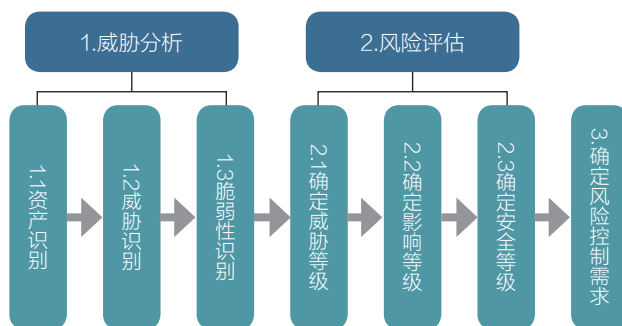 1.威胁分析
2.风险评估
1.1资产识别
1.2威胁识别
1.3脆弱性识别
2.1确定威胁等级
2.2确定影响等级
2.3确定安全等级
3.确定风险控制需求